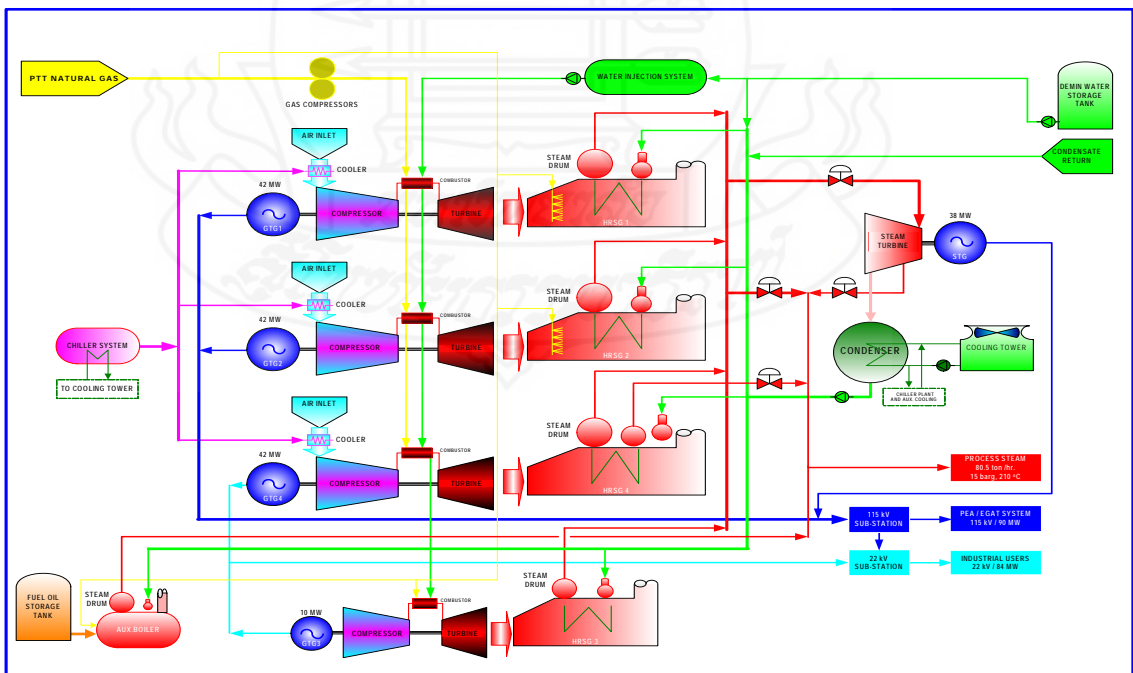 PTT NATURAL GAS
GAS COMPRESSORS
WATER INJECTION SYSTEM
DEMIN WATER
STORAGE
TANK
CONDENSATE
RETURN
AIR INLET
COOLER
42 MW
GTG1
COMPRESSOR
COMBUSTOR
TURBINE
STEAM
DRUM
HRSG 1
38 MW
STEAM
TURBINE
STG
AIR INLET
COOLER
42 MW
GTG2
COMPRESSOR
COMBUSTOR
TURBINE
STEAM
DRUM
HRSG 2
CHILLER SYSTEM
TO COOLING TOWER
CONDENSER
COOLING TOWER
CHILLER PLANT
AND AUX. COOLING
AIR INLET
COOLER
42 MW
GTG4
COMPRESSOR
COMBUSTOR
TURBINE
STEAM
DRUM
HRSG 4
PROCESS STEAM
80.5 ton /hr.
15 barg, 210 ºC
115 kV
SUB-STATION
PEA / EGAT SYSTEM
115 kV / 90 MW
22 kV
SUB-STATION
INDUSTRIAL USERS
22 kV / 84 MW
FUEL OIL
STORAGE
TANK
STEAM
DRUM
AUX.BOILER
10 MW
GTG3
COMPRESSOR
COMBUSTOR
TURBINE
STEAM
DRUM
HRSG 3